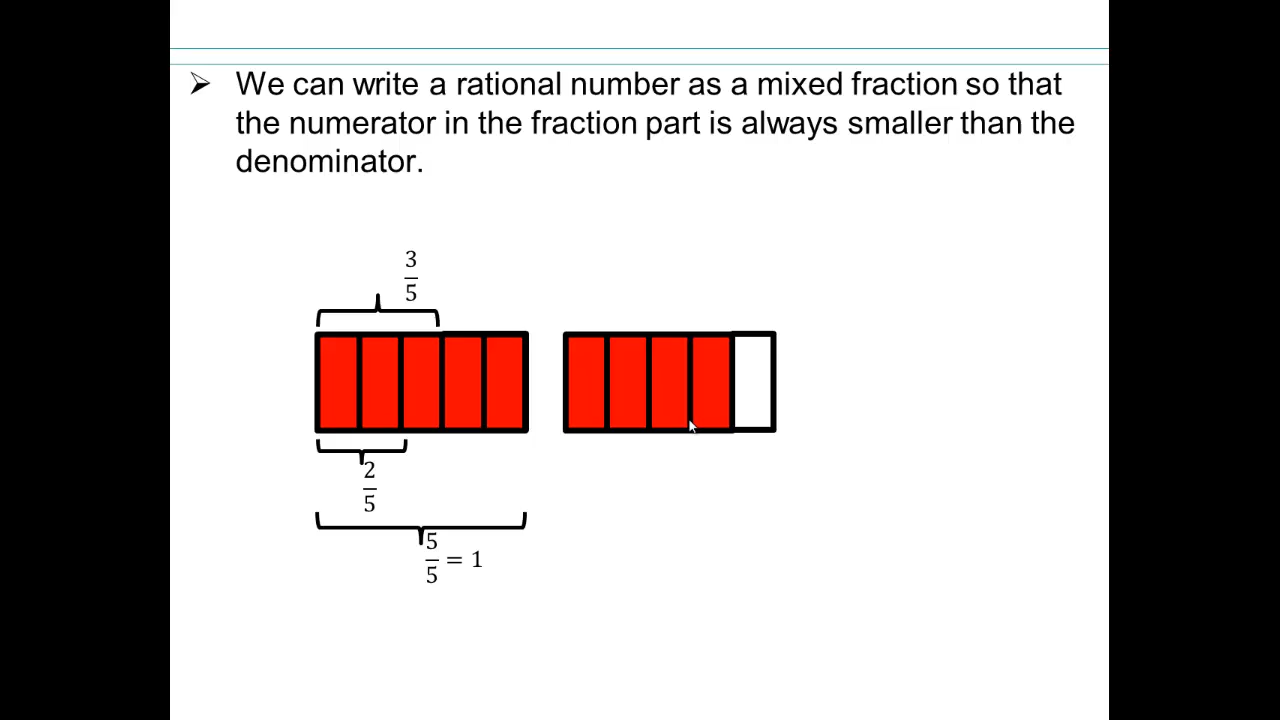 ➢ We can write a rational number as a mixed fraction so that
the numerator in the fraction part is always smaller than the
denominator.
3/5
2/5
5/5 = 1